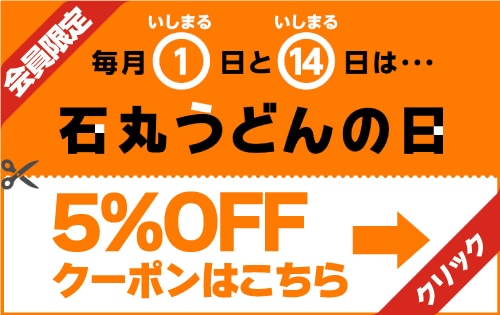 会員限定
いしまる いしまる
毎月1日と14日は…
石丸うどんの日
5%OFF
クーポンはこちら
クリック